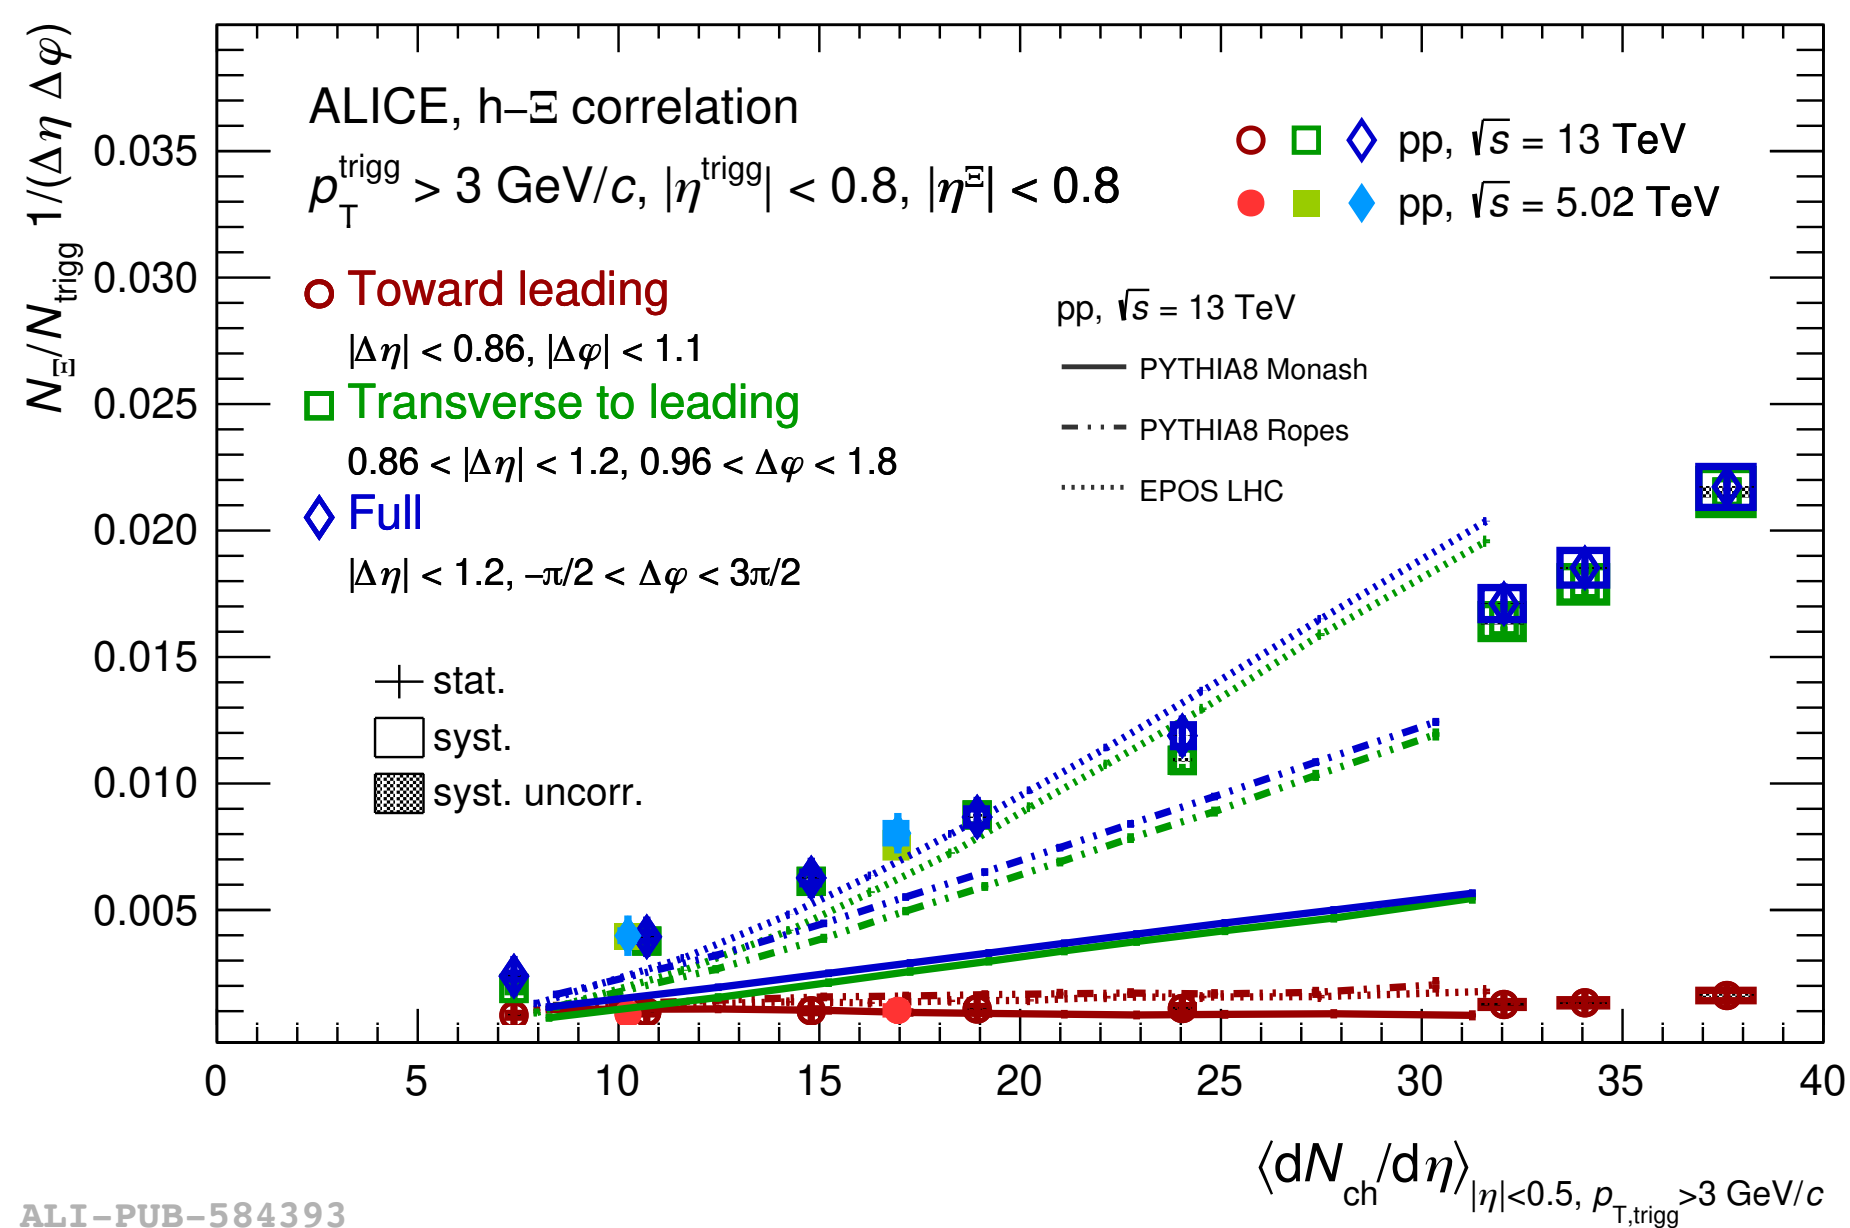 N_Ξ/N_trigg 1/(Δη Δφ)
ALICE, h–Ξ correlation
p_T^trigg > 3 GeV/c, |η^trigg| < 0.8, |η^Ξ| < 0.8
pp, √s = 13 TeV
pp, √s = 5.02 TeV
Toward leading
|Δη| < 0.86, |Δφ| < 1.1
Transverse to leading
0.86 < |Δη| < 1.2, 0.96 < Δφ < 1.8
Full
|Δη| < 1.2, –π/2 < Δφ < 3π/2
stat.
syst.
syst. uncorr.
pp, √s = 13 TeV
PYTHIA8 Monash
PYTHIA8 Ropes
EPOS LHC
0.035
0.030
0.025
0.020
0.015
0.010
0.005
0 5 10 15 20 25 30 35 40
⟨dN_ch/dη⟩_|η|<0.5, p_T,trigg>3 GeV/c
ALI-PUB-584393